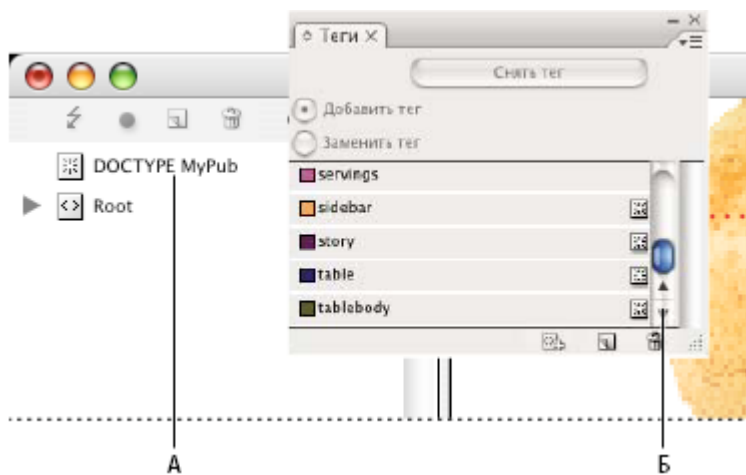 Теги
Снять тег
Добавить тег
Заменить тег
DOCTYPE MyPub
Root
servings
sidebar
story
table
tablebody
А
Б